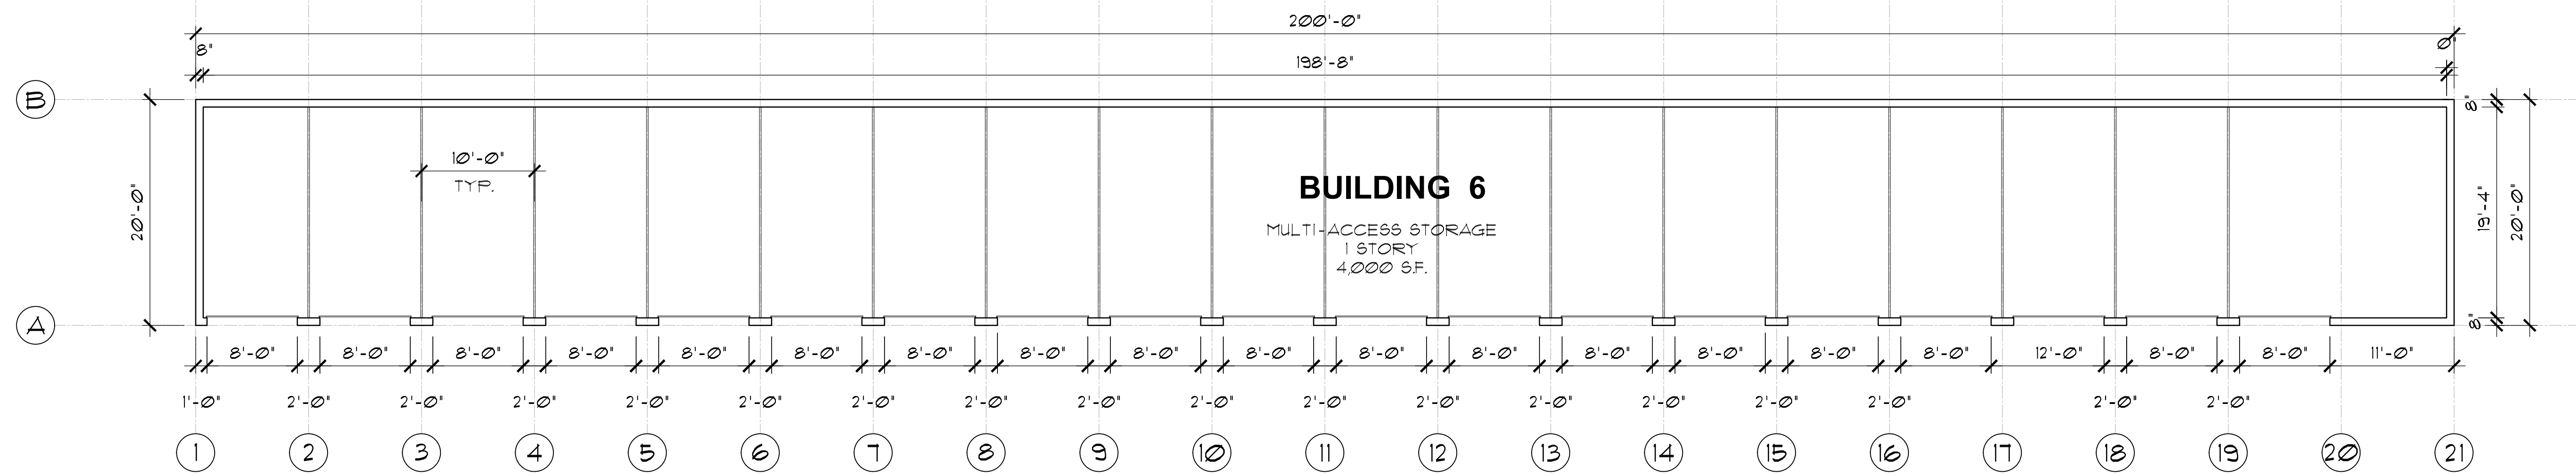 200'-0"
8"
0"
198'-8"
B
8"
10'-0"
TYP.
20'-0"
BUILDING 6
19'-4"
20'-0"
MULTI-ACCESS STORAGE
1 STORY
4,000 S.F.
A
8"
8'-0" 8'-0" 8'-0" 8'-0" 8'-0" 8'-0" 8'-0" 8'-0" 8'-0" 8'-0" 8'-0" 8'-0" 8'-0" 8'-0" 8'-0" 8'-0" 12'-0" 8'-0" 8'-0" 11'-0"
1'-0" 2'-0" 2'-0" 2'-0" 2'-0" 2'-0" 2'-0" 2'-0" 2'-0" 2'-0" 2'-0" 2'-0" 2'-0" 2'-0" 2'-0" 2'-0" 2'-0" 2'-0"
1 2 3 4 5 6 7 8 9 10 11 12 13 14 15 16 17 18 19 20 21